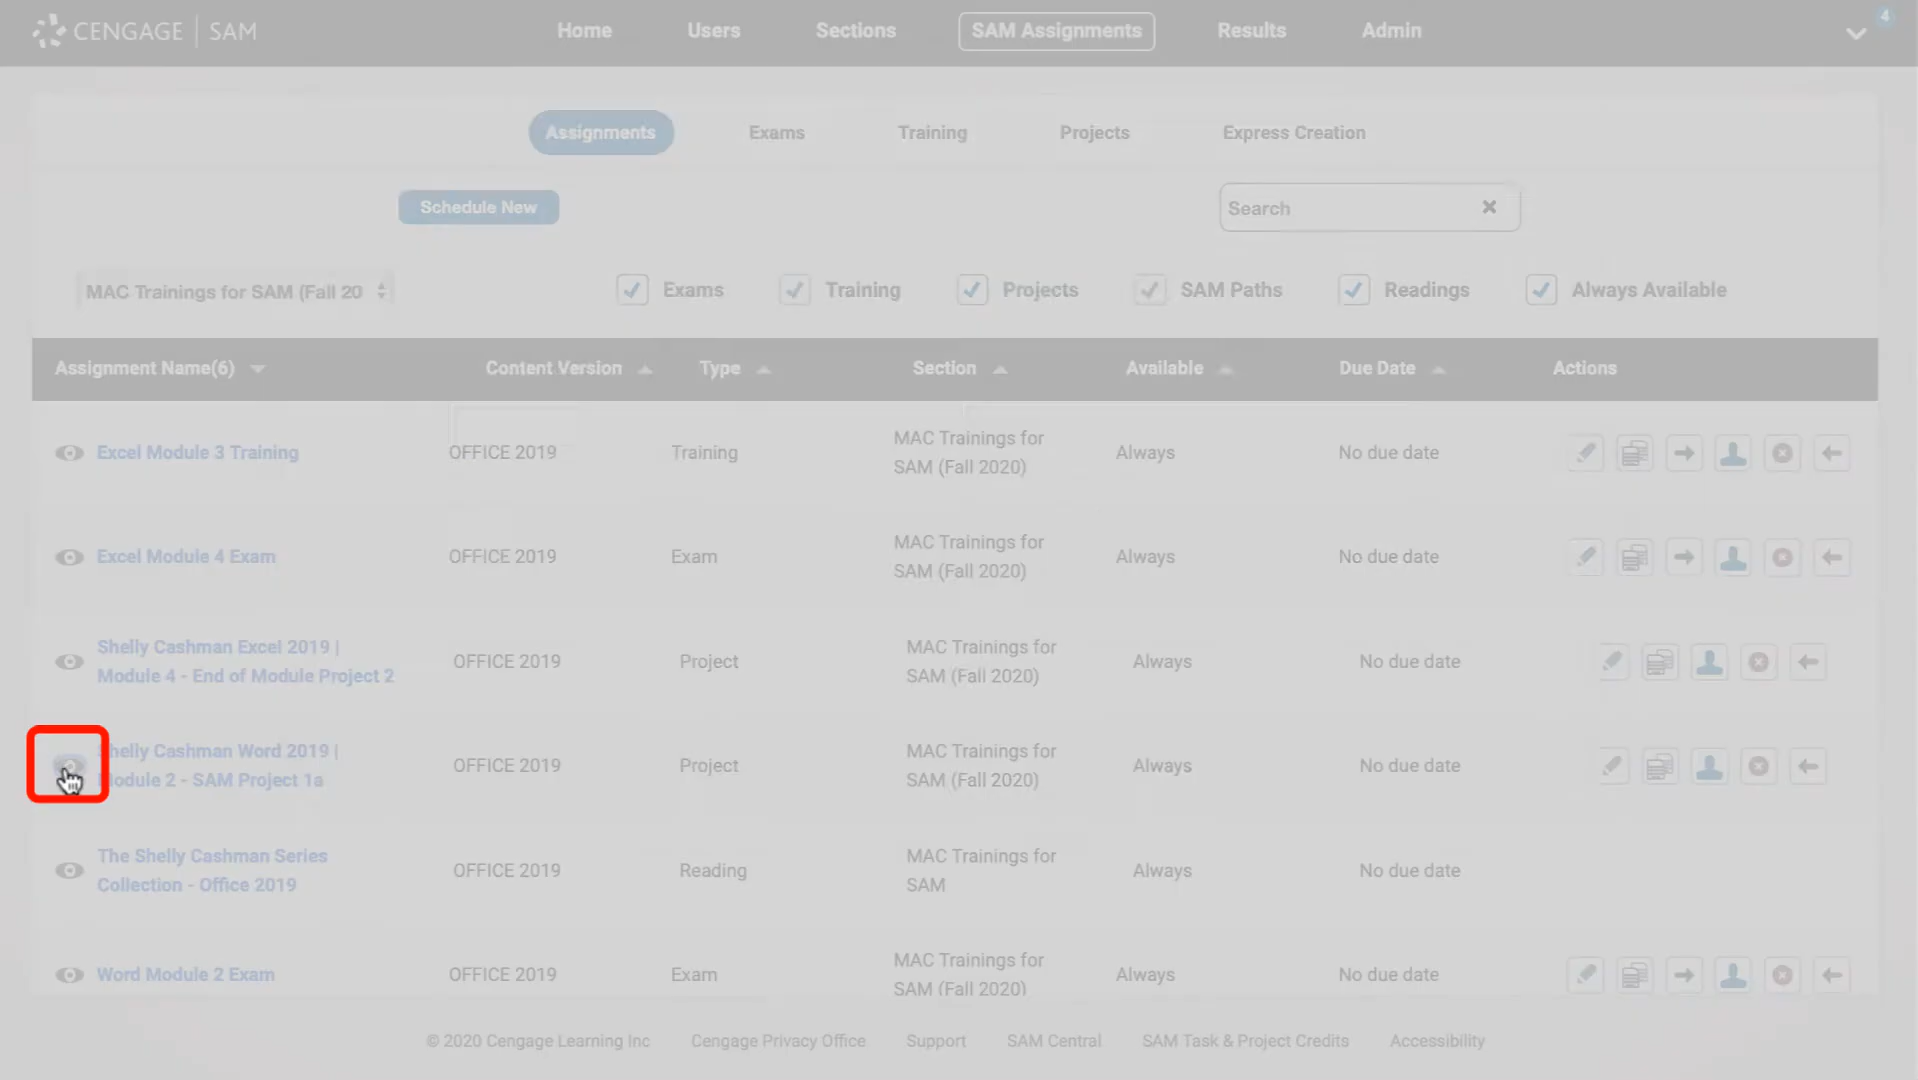 CENGAGE | SAM
Home
Users
Sections
SAM Assignments
Results
Admin
4
Assignments
Exams
Training
Projects
Express Creation
Schedule New
Search
MAC Trainings for SAM (Fall 20
Exams
Training
Projects
SAM Paths
Readings
Always Available
Assignment Name(6)
Content Version
Type
Section
Available
Due Date
Actions
Excel Module 3 Training
OFFICE 2019
Training
MAC Trainings for
SAM (Fall 2020)
Always
No due date
Excel Module 4 Exam
OFFICE 2019
Exam
MAC Trainings for
SAM (Fall 2020)
Always
No due date
Shelly Cashman Excel 2019 |
Module 4 - End of Module Project 2
OFFICE 2019
Project
MAC Trainings for
SAM (Fall 2020)
Always
No due date
Shelly Cashman Word 2019 |
Module 2 - SAM Project 1a
OFFICE 2019
Project
MAC Trainings for
SAM (Fall 2020)
Always
No due date
The Shelly Cashman Series
Collection - Office 2019
OFFICE 2019
Reading
MAC Trainings for
SAM
Always
No due date
Word Module 2 Exam
OFFICE 2019
Exam
MAC Trainings for
SAM (Fall 2020)
Always
No due date
© 2020 Cengage Learning Inc
Cengage Privacy Office
Support
SAM Central
SAM Task & Project Credits
Accessibility